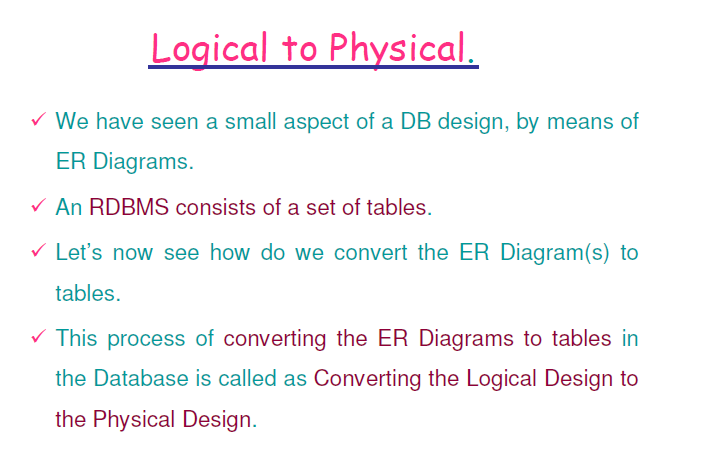 Logical to Physical.
✓ We have seen a small aspect of a DB design, by means of
ER Diagrams.
✓ An RDBMS consists of a set of tables.
✓ Let’s now see how do we convert the ER Diagram(s) to
tables.
✓ This process of converting the ER Diagrams to tables in
the Database is called as Converting the Logical Design to
the Physical Design.